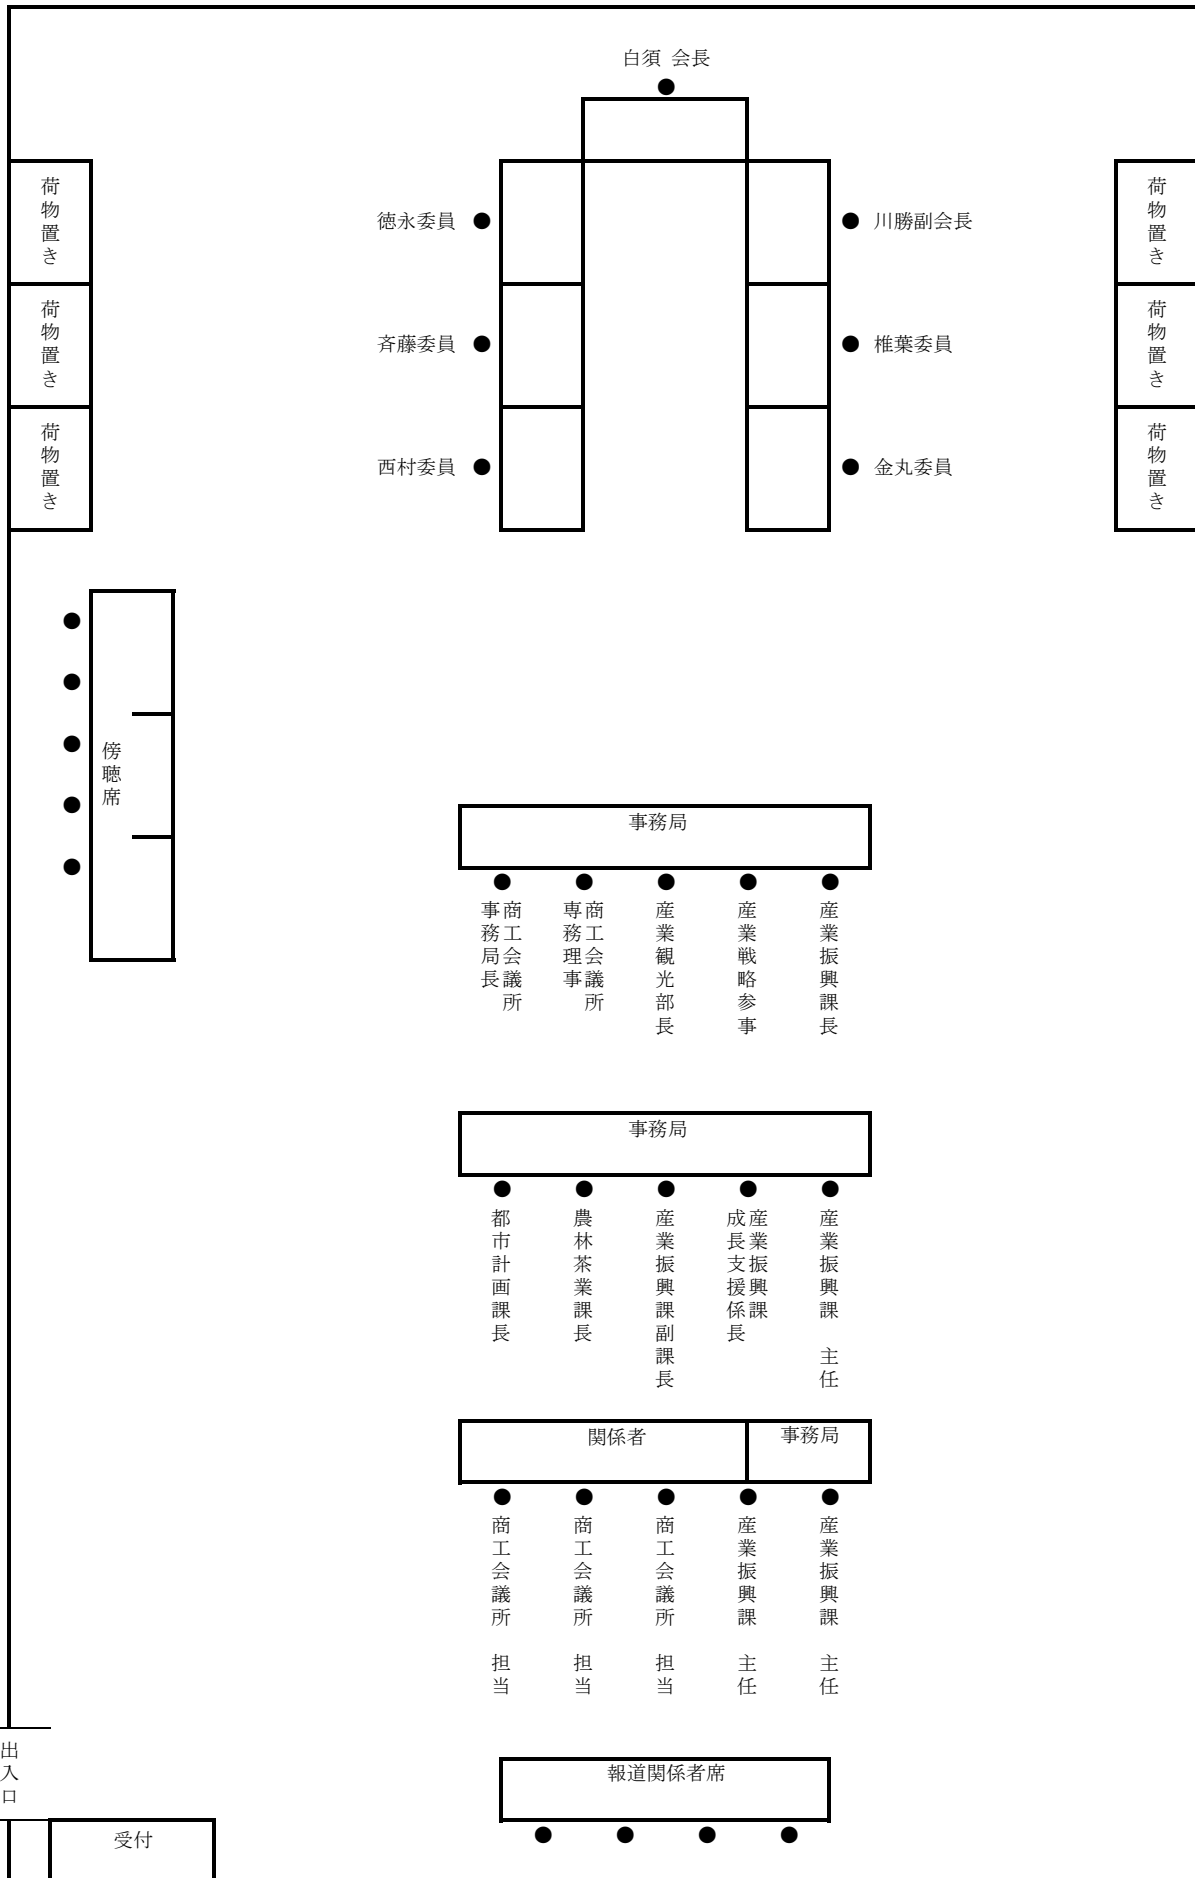 白須 会長
荷物置き
徳永委員
川勝副会長
荷物置き
荷物置き
斉藤委員
椎葉委員
荷物置き
荷物置き
西村委員
金丸委員
荷物置き
傍聴席
事務局
商工会議所
事務局長
商工会議所
専務理事
産業観光部長
産業戦略参事
産業振興課長
事務局
都市計画課長
農林茶業課長
産業振興課副課長
産業振興課
成長支援係長
産業振興課 主任
関係者
事務局
商工会議所 担当
商工会議所 担当
商工会議所 担当
産業振興課 主任
産業振興課 主任
出入口
報道関係者席
受付